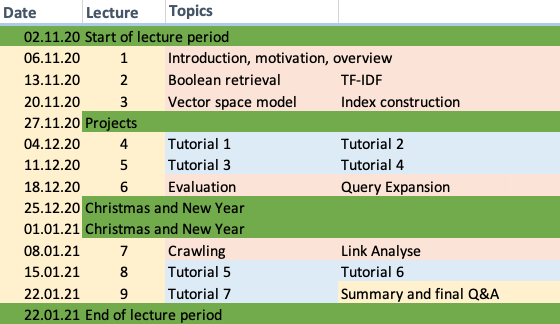 Date Lecture Topics
02.11.20 Start of lecture period
06.11.20 1 Introduction, motivation, overview
13.11.20 2 Boolean retrieval TF-IDF
20.11.20 3 Vector space model Index construction
27.11.20 Projects
04.12.20 4 Tutorial 1 Tutorial 2
11.12.20 5 Tutorial 3 Tutorial 4
18.12.20 6 Evaluation Query Expansion
25.12.20 Christmas and New Year
01.01.21 Christmas and New Year
08.01.21 7 Crawling Link Analyse
15.01.21 8 Tutorial 5 Tutorial 6
22.01.21 9 Tutorial 7 Summary and final Q&A
22.01.21 End of lecture period